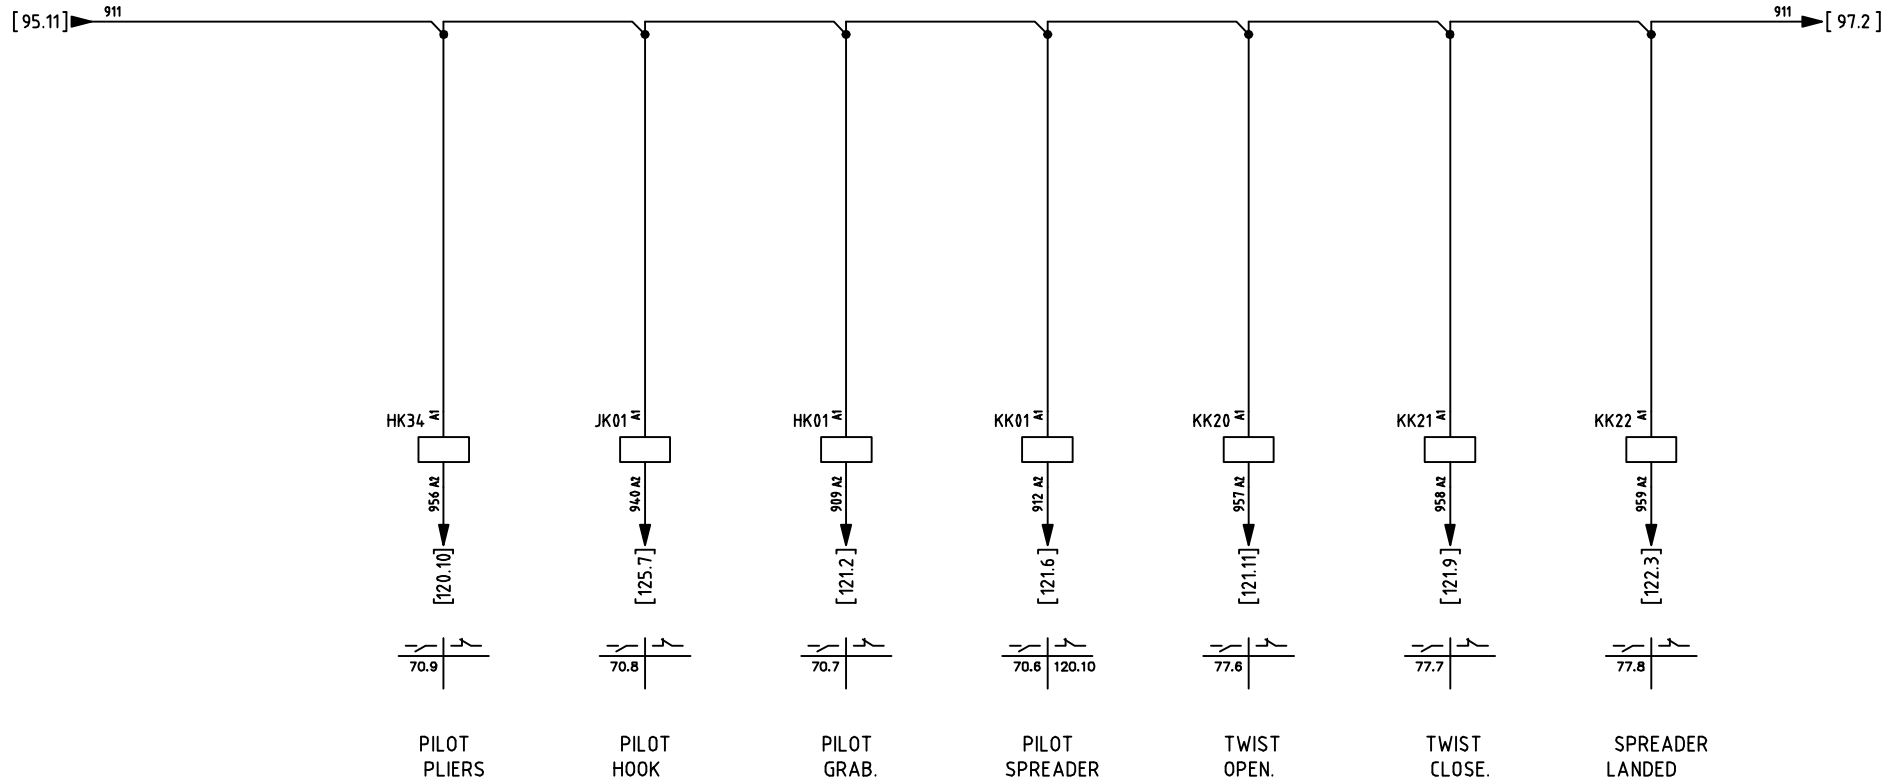 [ 95.11 ] 911 911 [ 97.2 ]
HK34 A1 JK01 A1 HK01 A1 KK01 A1 KK20 A1 KK21 A1 KK22 A1
956 A2 940 A2 909 A2 912 A2 957 A2 958 A2 959 A2
[120.10] [125.7] [121.2] [121.6] [121.11] [121.9] [122.3]
70.9 70.8 70.7 70.6 120.10 77.6 77.7 77.8
PILOT PILOT PILOT PILOT TWIST TWIST SPREADER
PLIERS HOOK GRAB. SPREADER OPEN. CLOSE. LANDED